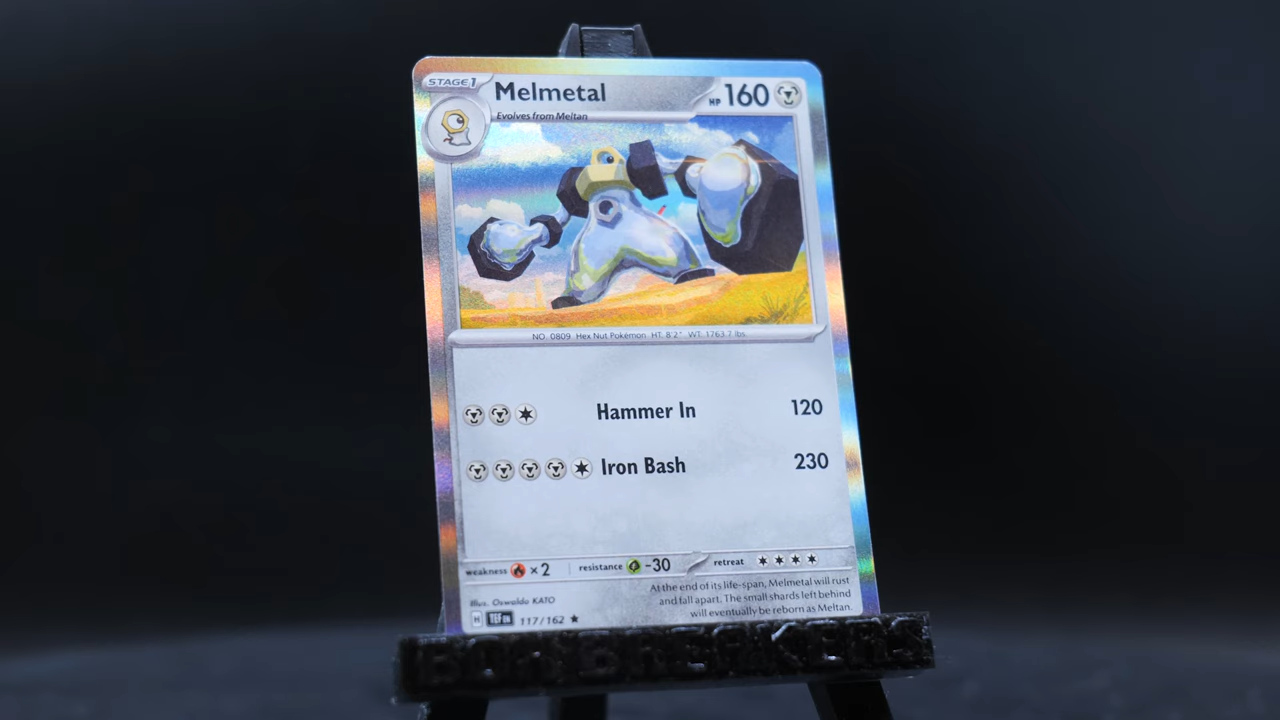 STAGE1
Melmetal
HP 160
Evolves from Meltan
NO. 0809 Hex Nut Pokémon HT: 8'2" WT: 1763.7 lbs.
Hammer In 120
Iron Bash 230
weakness ×2 resistance -30 retreat
At the end of its life-span, Melmetal will rust
and fall apart. The small shards left behind
will eventually be reborn as Meltan.
Illus. Oswaldo KATO
H TEF EN 117/162
BOXBREAKERS